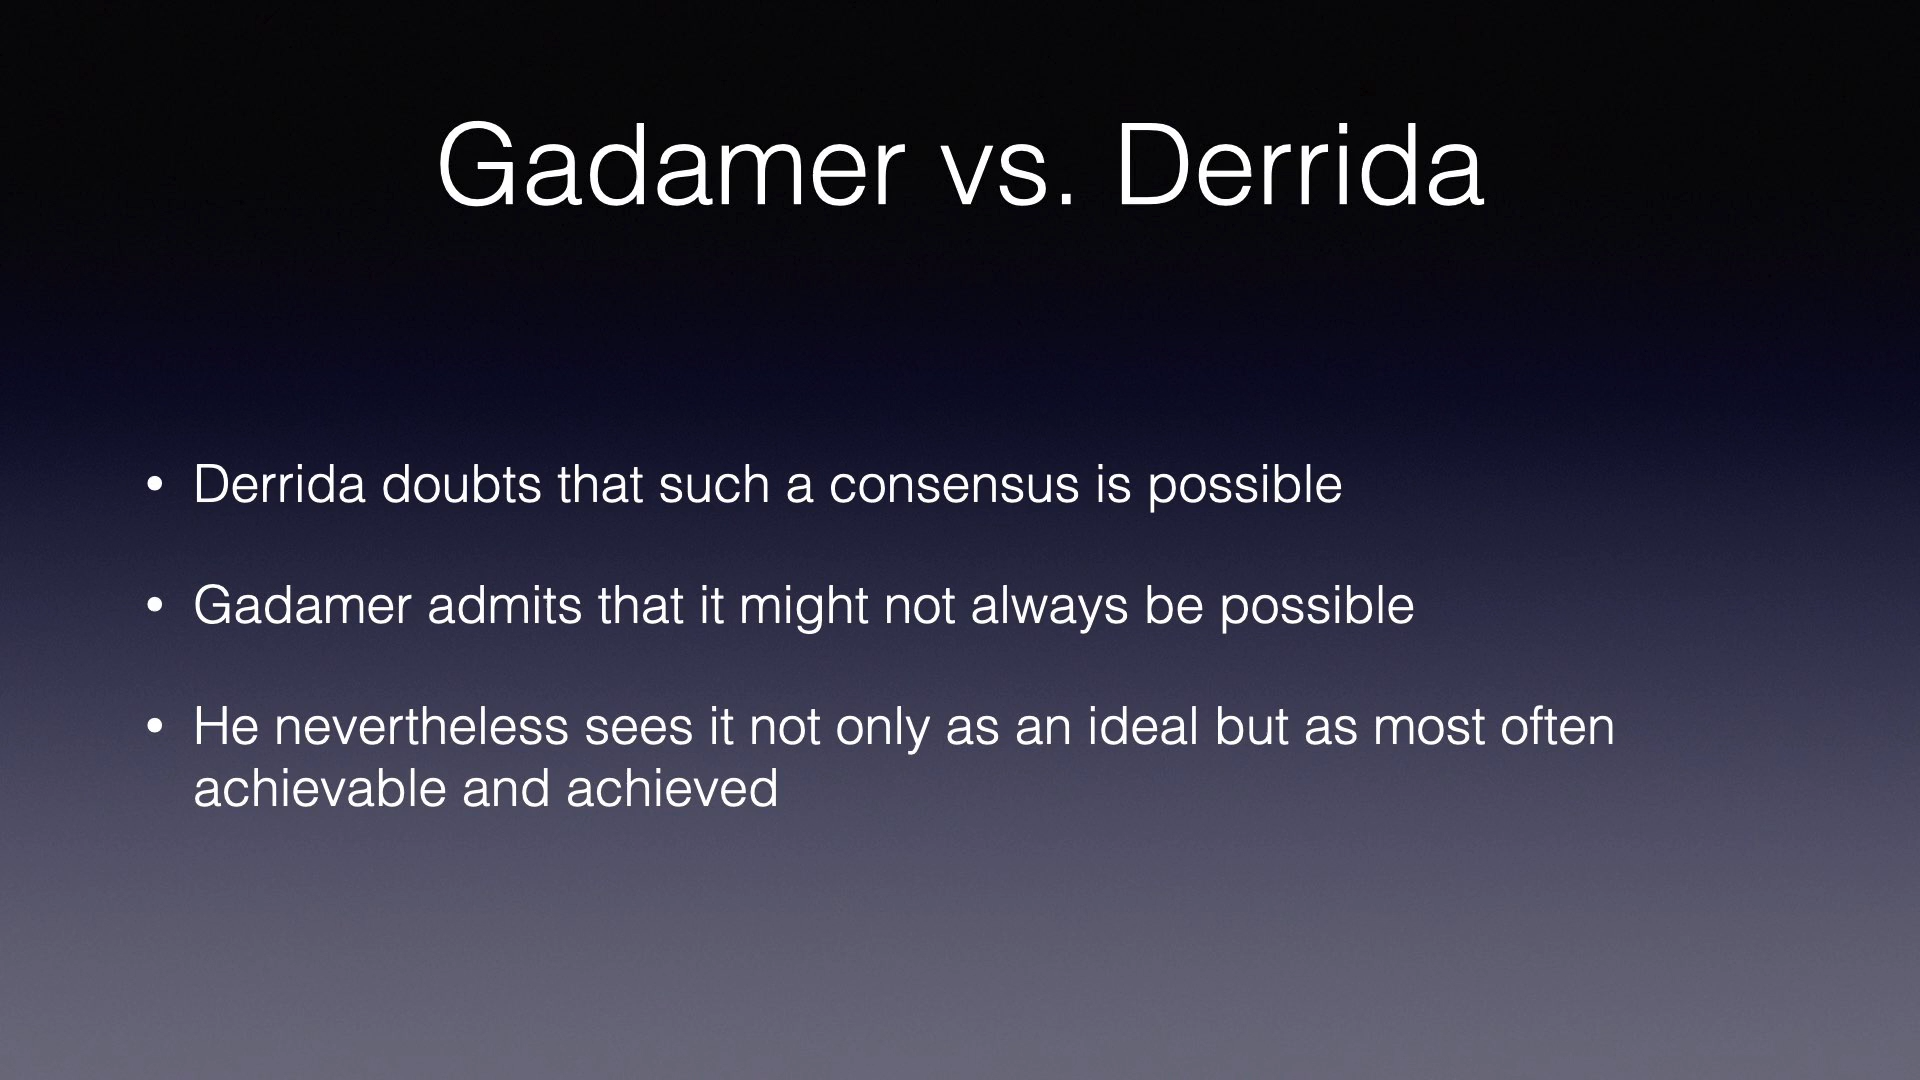 Gadamer vs. Derrida
• Derrida doubts that such a consensus is possible
• Gadamer admits that it might not always be possible
• He nevertheless sees it not only as an ideal but as most often
achievable and achieved